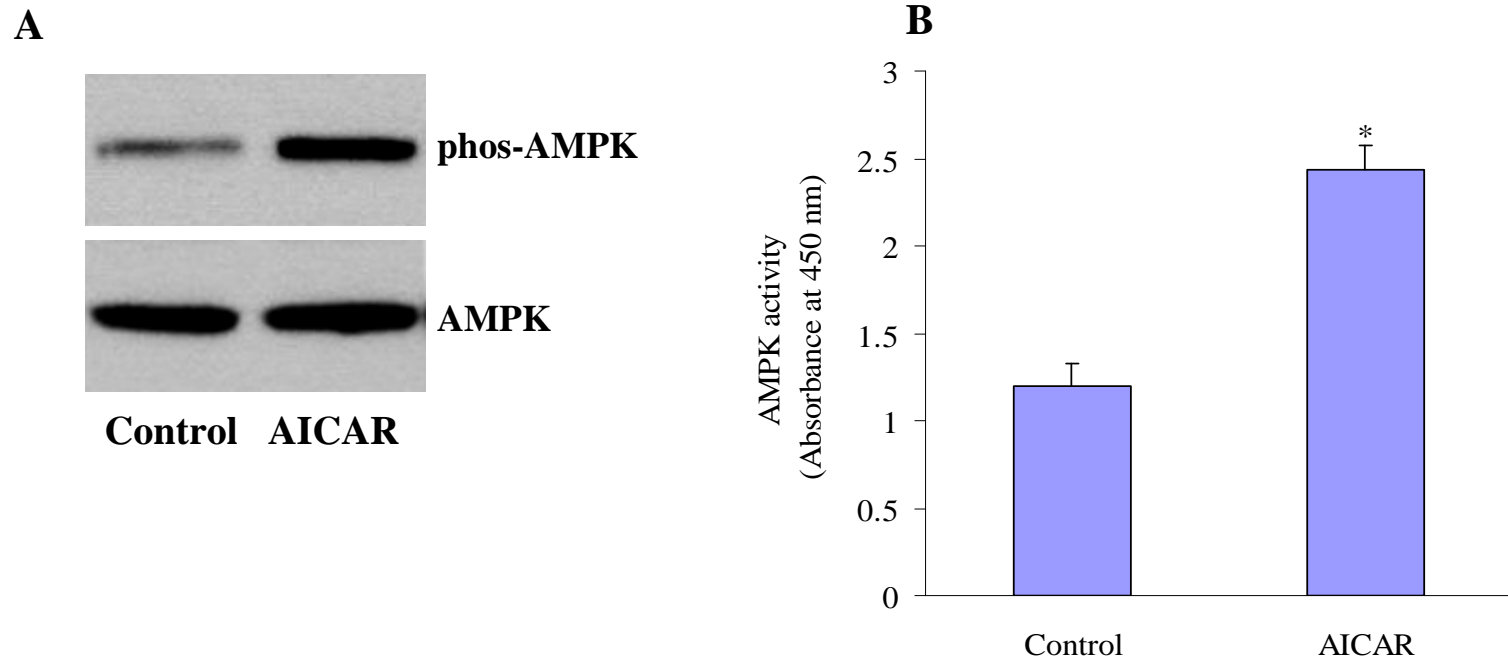 A
phos-AMPK
AMPK
Control AICAR
B
AMPK activity
(Absorbance at 450 nm)
3
2.5
2
1.5
1
0.5
0
*
Control AICAR